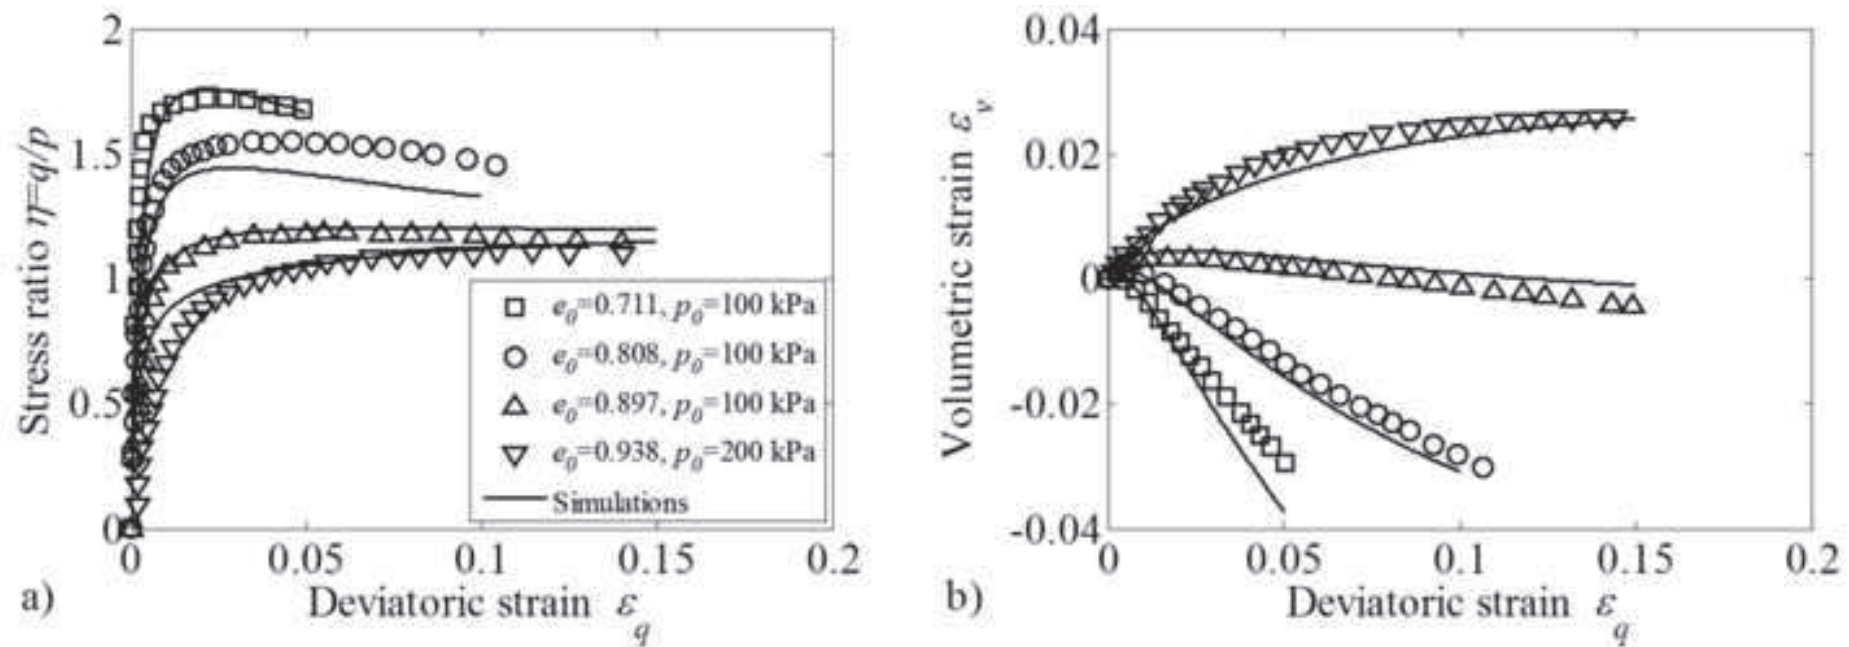 Stress ratio η=q/p
2
1.5
1
0.5
0
0 0.05 0.1 0.15 0.2
Deviatoric strain ε_q
a)
e_0=0.711, p_0=100 kPa
e_0=0.808, p_0=100 kPa
e_0=0.897, p_0=100 kPa
e_0=0.938, p_0=200 kPa
Simulations
Volumetric strain ε_v
0.04
0.02
0
-0.02
-0.04
0 0.05 0.1 0.15 0.2
Deviatoric strain ε_q
b)